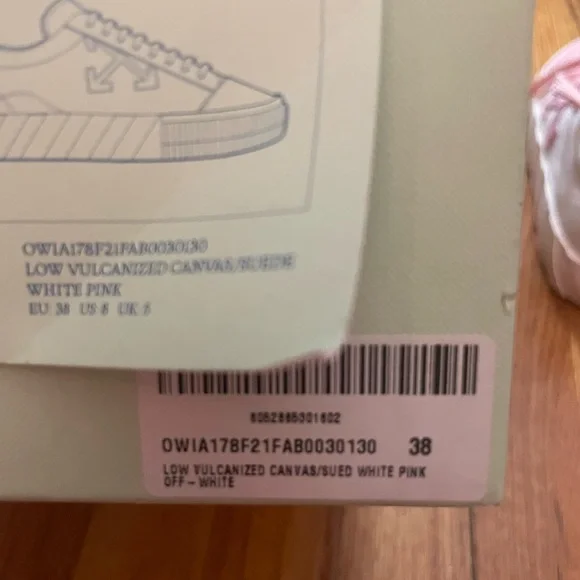 OWIA178F21FAB0030130
LOW VULCANIZED CANVAS/SUEDE
WHITE PINK
EU 38 US 8 UK 5
8052865301602
OWIA178F21FAB0030130 38
LOW VULCANIZED CANVAS/SUED WHITE PINK
OFF-WHITE